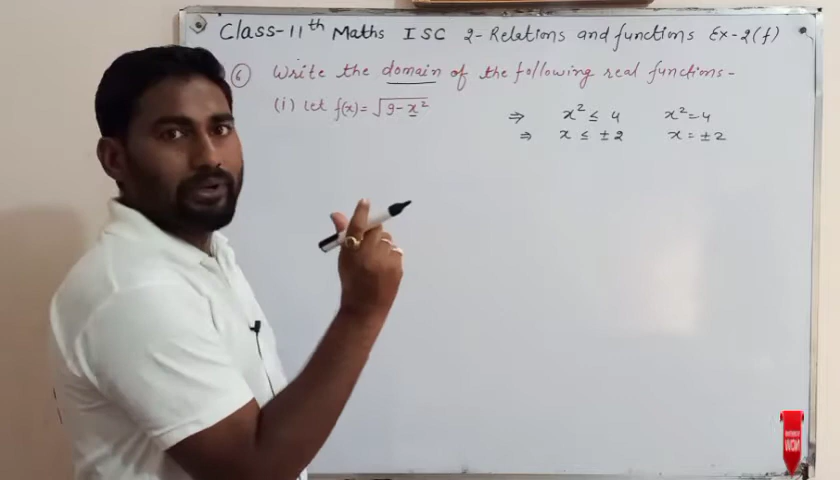 Class-11th Maths ISC 2-Relations and functions Ex-2(f)
⑥ Write the domain of the following real functions-
(i) Let f(x)=√9-x²
⇒ x² ≤ 4 x²=4
⇒ x ≤ ±2 x = ±2